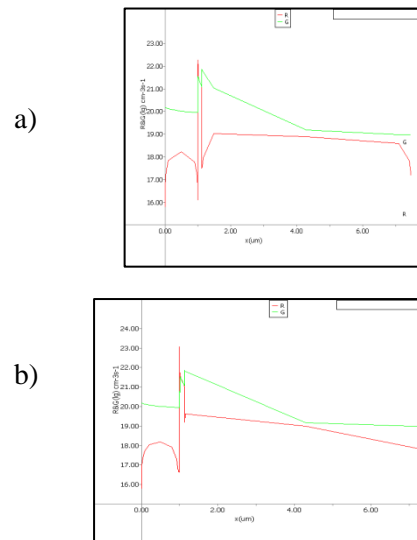 a)
R
G
R&G(lg) cm-3s-1
23.00
22.00
21.00
20.00
19.00
18.00
17.00
16.00
G
R
0.00 2.00 4.00 6.00
x(um)
b)
R
G
R&G(lg) cm-3s-1
24.00
23.00
22.00
21.00
20.00
19.00
18.00
17.00
16.00
0.00 2.00 4.00 6.00
x(um)